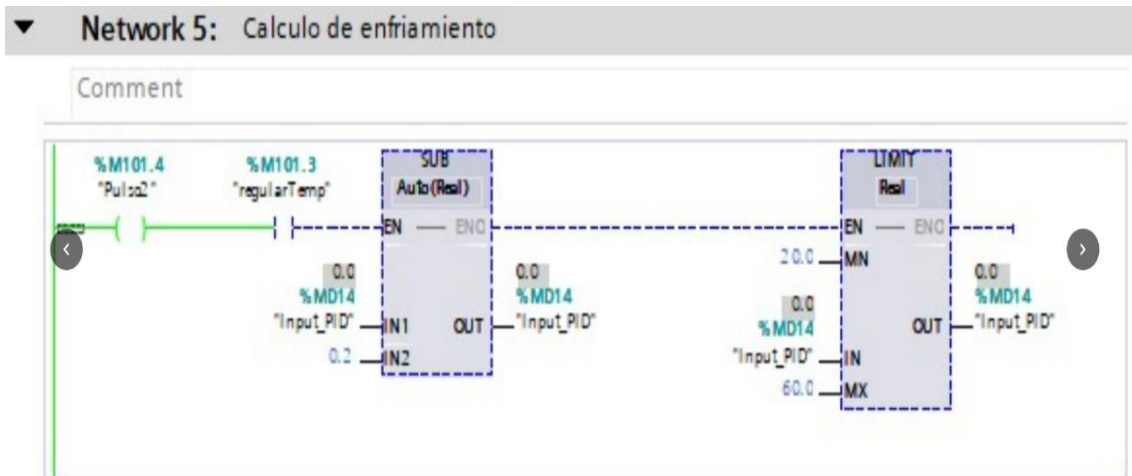 Network 5: Calculo de enfriamiento
Comment
%M101.4
"Pulso2"
%M101.3
"regularTemp"
SUB
Auto (Real)
EN
ENO
0.0
%MD14
"Input_PID"
IN1
0.2
IN2
OUT
0.0
%MD14
"Input_PID"
LIMIT
Real
EN
ENO
20.0
MN
0.0
%MD14
"Input_PID"
IN
60.0
MX
OUT
0.0
%MD14
"Input_PID"